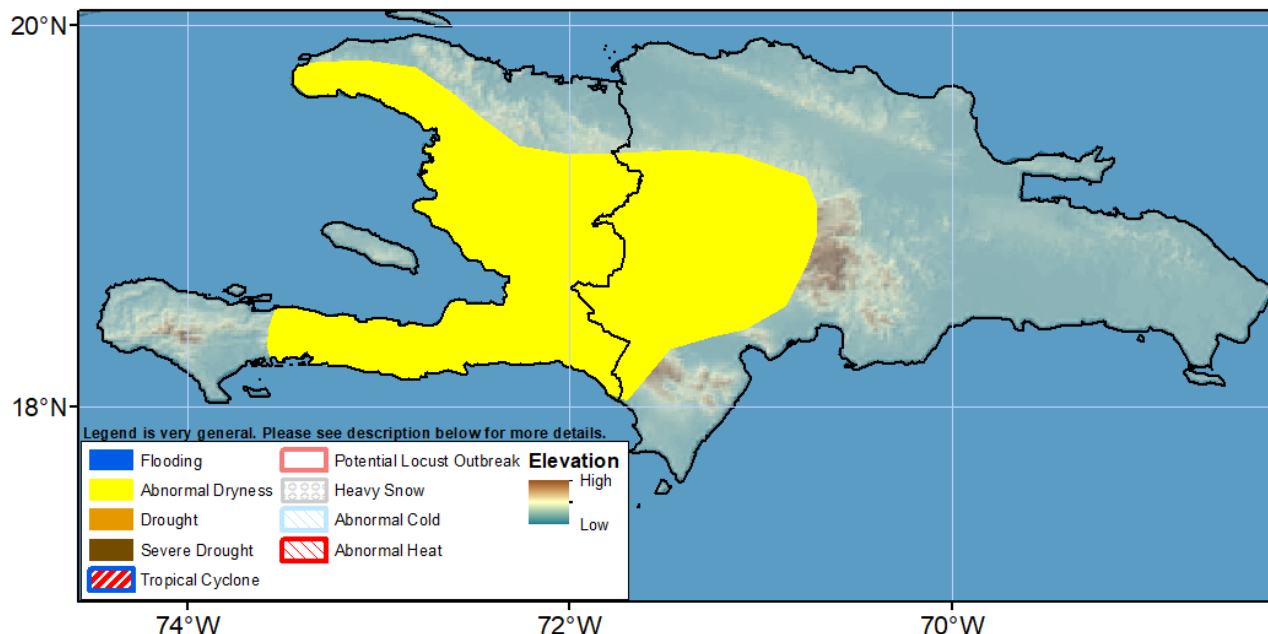 20°N
18°N
Legend is very general. Please see description below for more details.
Flooding
Potential Locust Outbreak
Elevation
Abnormal Dryness
Heavy Snow
High
Drought
Abnormal Cold
Low
Severe Drought
Abnormal Heat
Tropical Cyclone
74°W
72°W
70°W